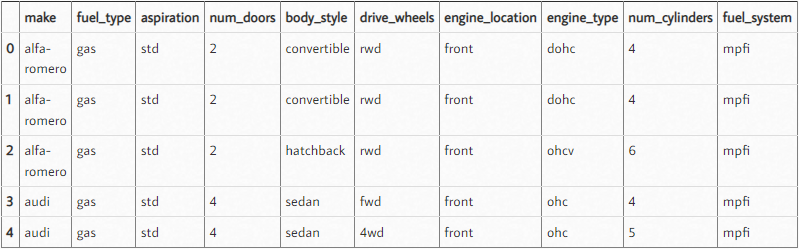 make fuel_type aspiration num_doors body_style drive_wheels engine_location engine_type num_cylinders fuel_system
0 alfa- gas std 2 convertible rwd front dohc 4 mpfi
romero
1 alfa- gas std 2 convertible rwd front dohc 4 mpfi
romero
2 alfa- gas std 2 hatchback rwd front ohcv 6 mpfi
romero
3 audi gas std 4 sedan fwd front ohc 4 mpfi
4 audi gas std 4 sedan 4wd front ohc 5 mpfi